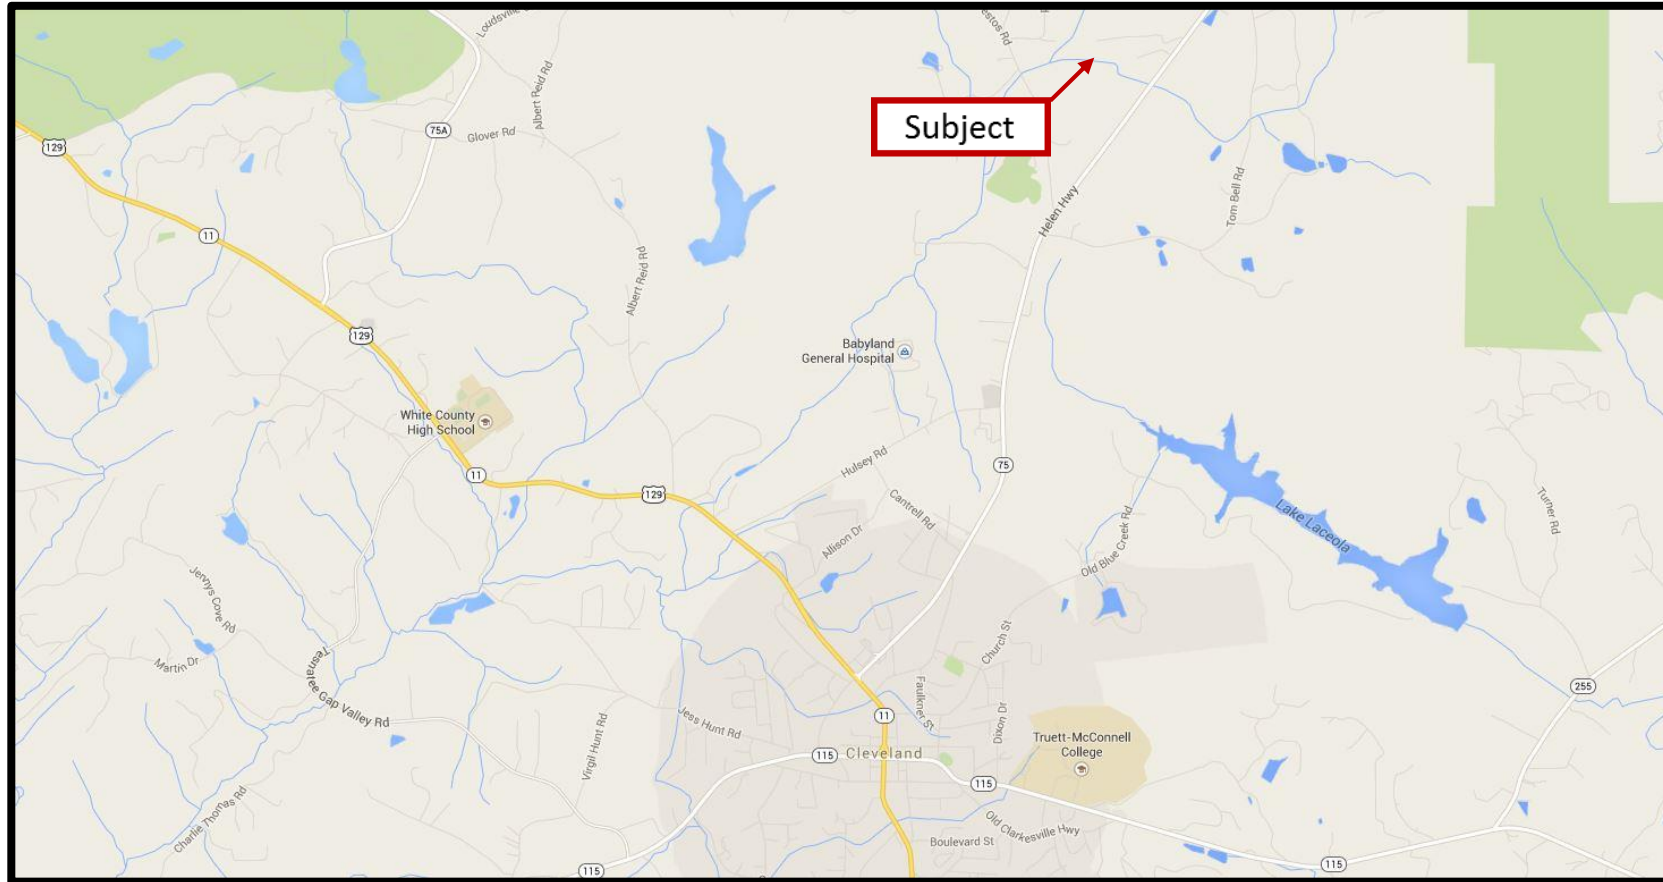 Loudsville
estos Rd
Albert Reid Rd
75A
Glover Rd
Subject
129
Tom Bell Rd
Helen Hwy
11
Albert Reid Rd
129
Babyland
General Hospital
White County
High School
Hulsey Rd
75
11
129
Cantrell Rd
Turner Rd
Lake Laceola
Allison Dr
Old Blue Creek Rd
Jerviys Cove Rd
Church St
Martin Dr
Tesnatee Gap Valley Rd
255
Faulkner St
11
Jess Hunt Rd
Dixon Dr
Virgil Hunt Rd
Truett-McConnell
College
115
Cleveland
115
Charlie Thomas Rd
Old Clarkesville Hwy
Boulevard St
115
115